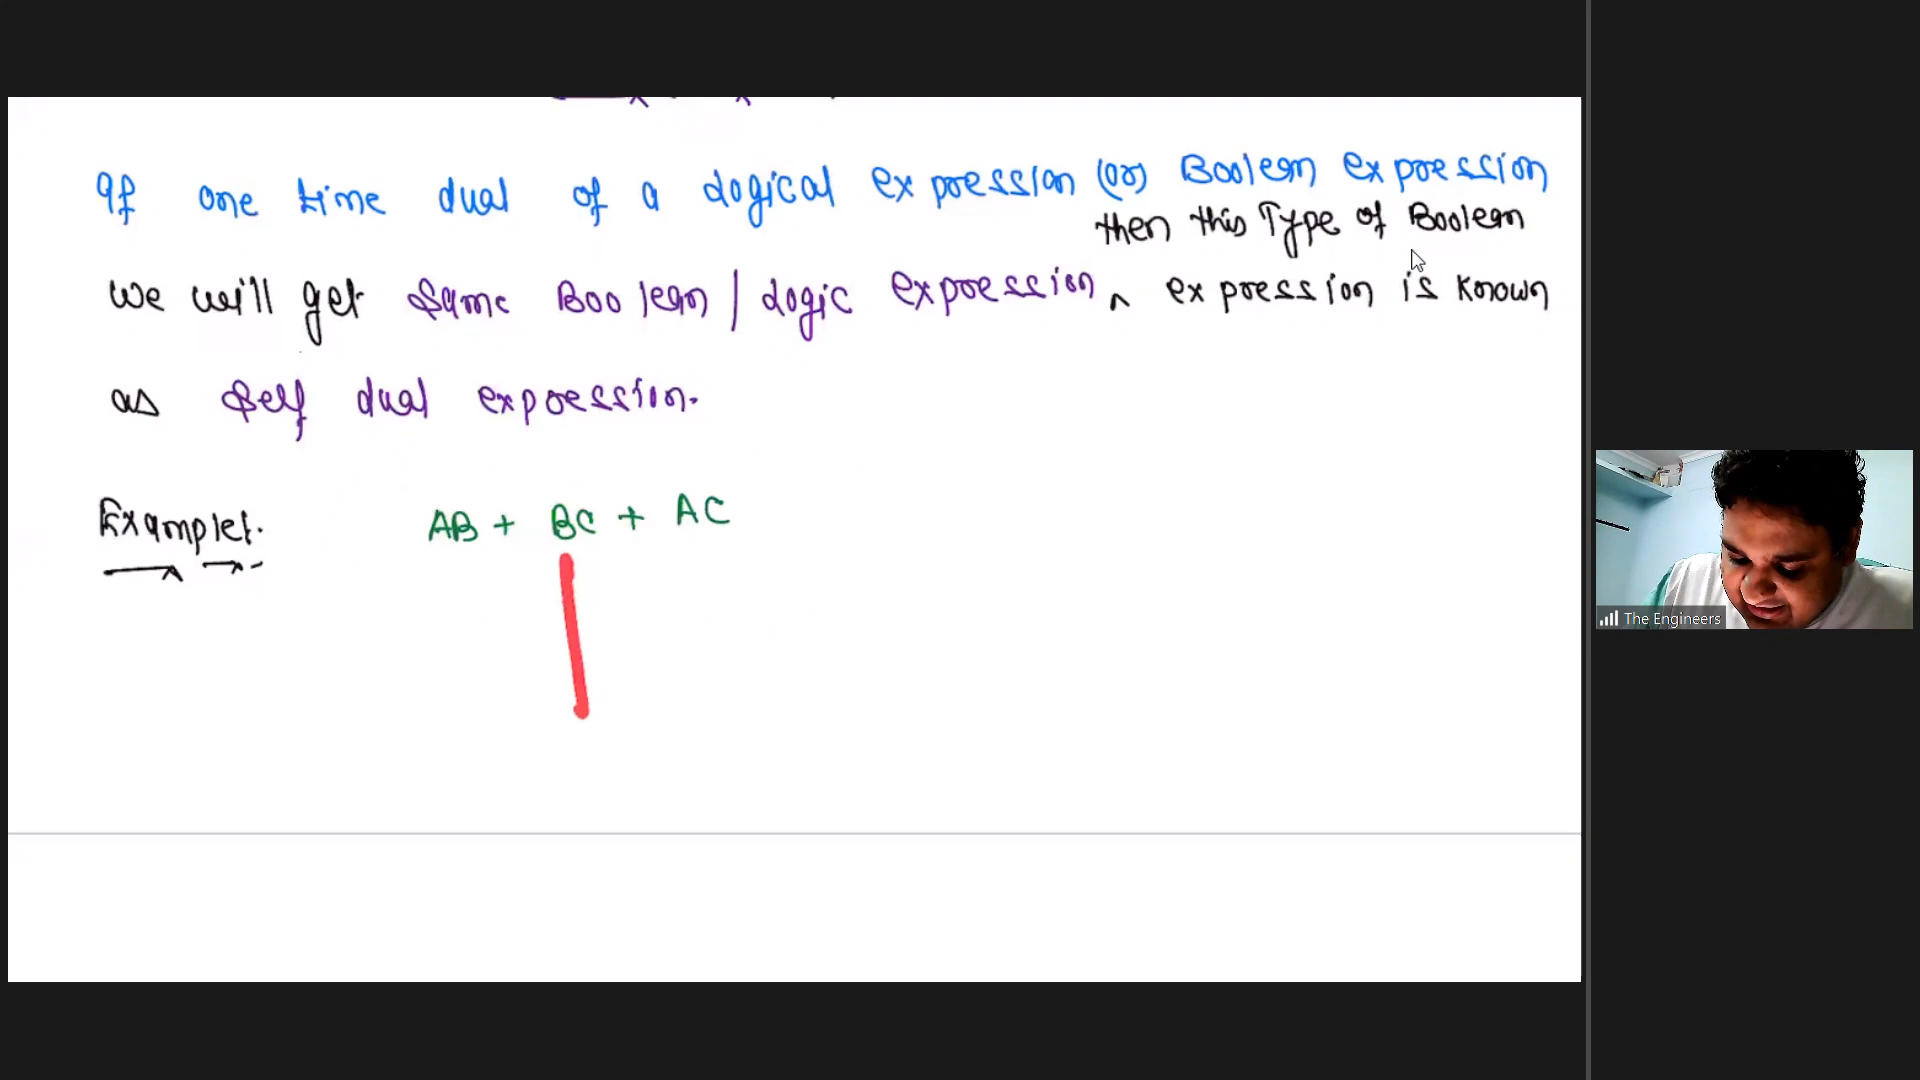 If one time dual of a Logical expression (or) Boolean expression
then this Type of Boolean
we will get Same Boolean / Logic expression ^ expression is known
as Self dual expression.
Example1.
AB + BC + AC
The Engineers